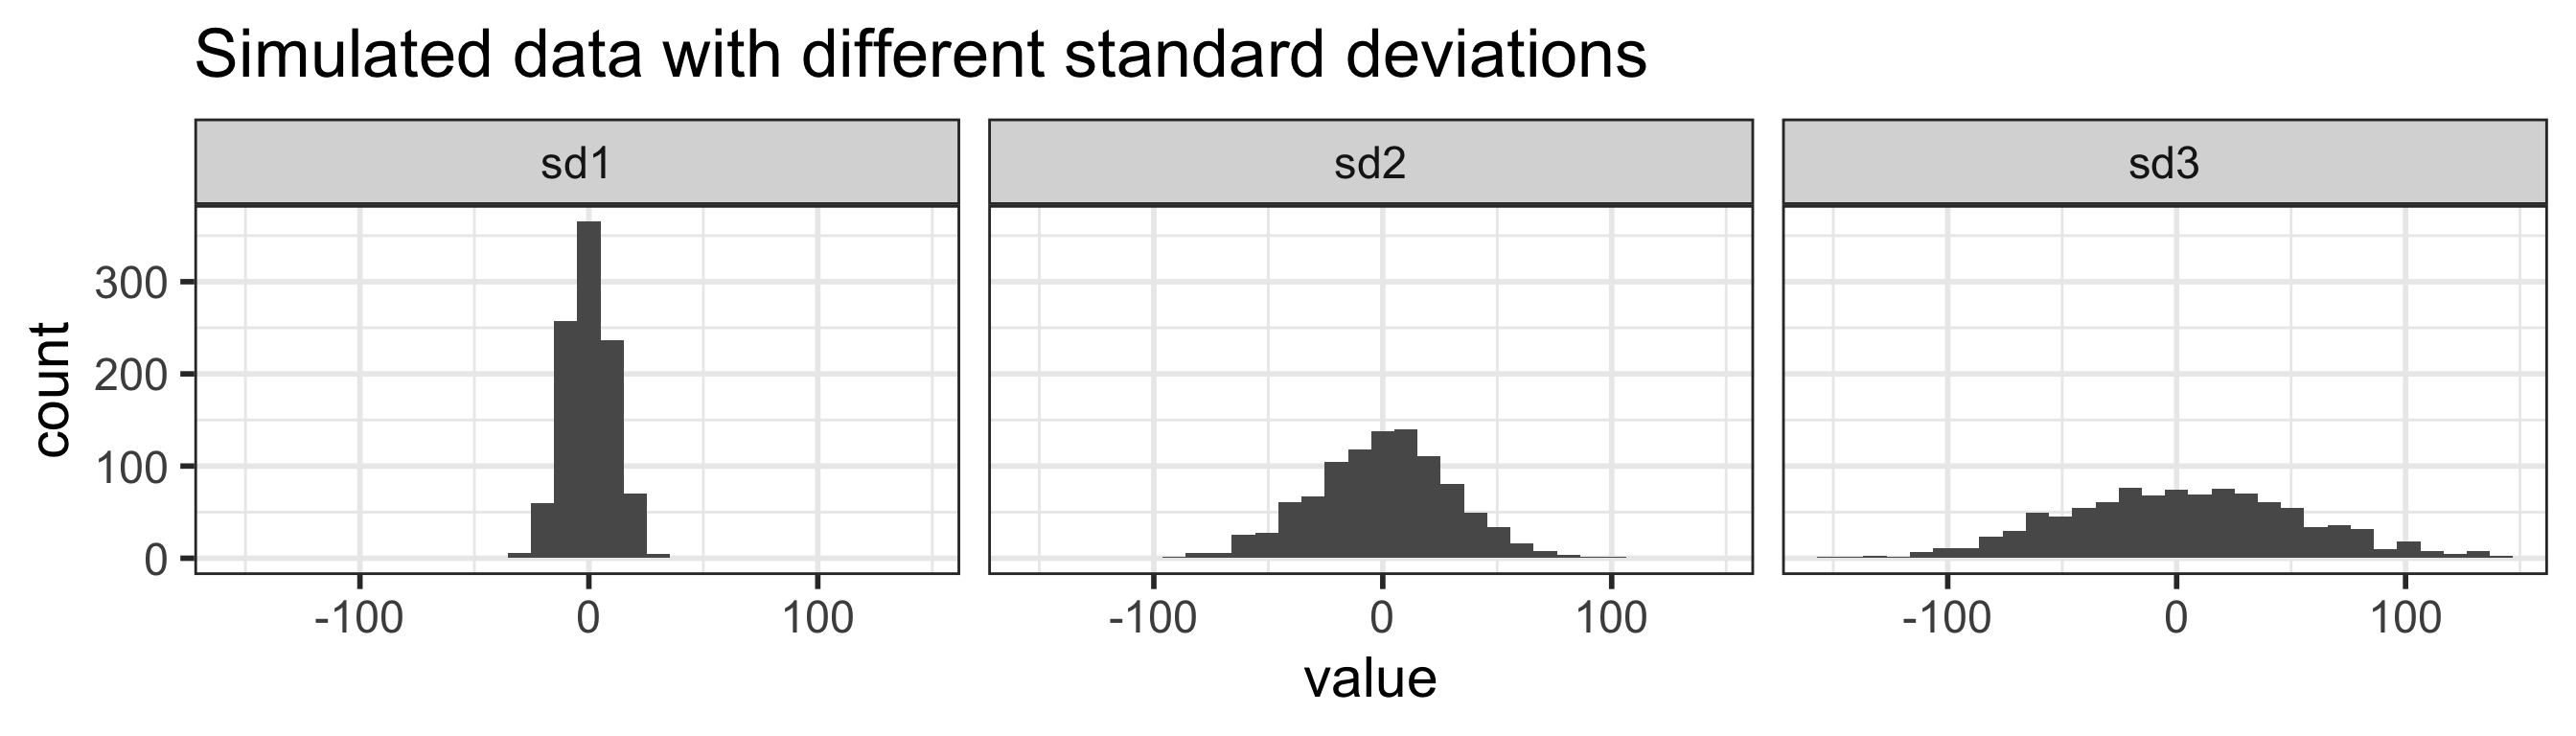 Simulated data with different standard deviations
sd1 sd2 sd3
count
300
200
100
0
-100 0 100 -100 0 100 -100 0 100
value